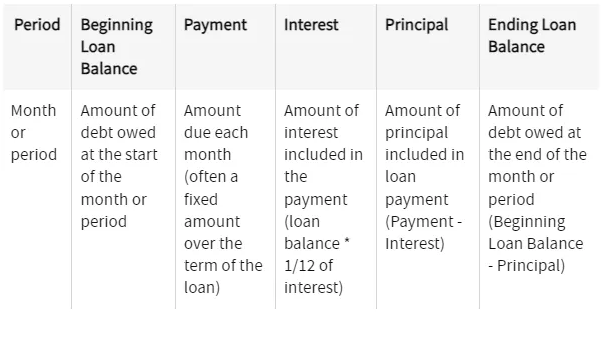 Period
Beginning
Loan
Balance
Payment
Interest
Principal
Ending Loan
Balance
Month
or
period
Amount of
debt owed
at the start
of the
month or
period
Amount
due each
month
(often a
fixed
amount
over the
term of the
loan)
Amount of
interest
included in
the
payment
(loan
balance *
1/12 of
interest)
Amount of
principal
included in
loan
payment
(Payment -
Interest)
Amount of
debt owed at
the end of the
month or
period
(Beginning
Loan Balance
- Principal)